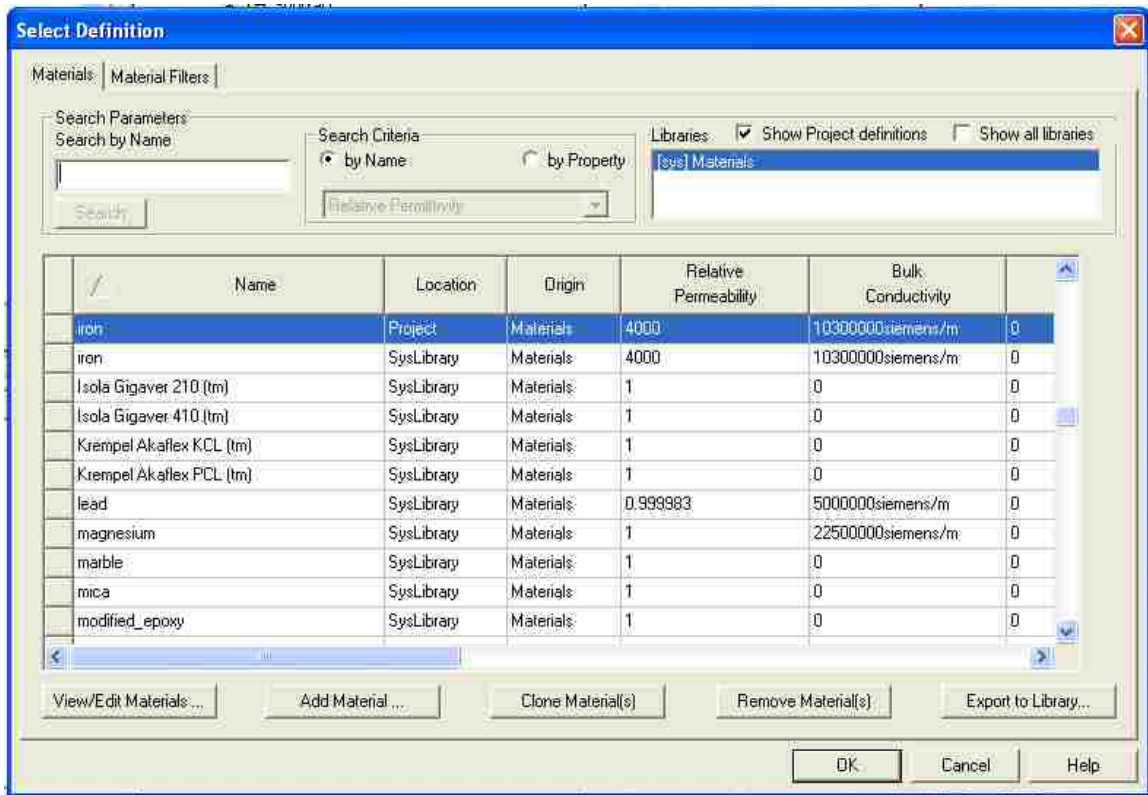 Select Definition
Materials Material Filters
Search Parameters
Search by Name
Search Criteria
Libraries Show Project definitions Show all libraries
by Name by Property
[sys] Materials
Relative Permittivity
Search
/ Name Location Origin Relative Permeability Bulk Conductivity
iron Project Materials 4000 10300000siemens/m 0
iron SysLibrary Materials 4000 10300000siemens/m 0
Isola Gigaver 210 (tm) SysLibrary Materials 1 0 0
Isola Gigaver 410 (tm) SysLibrary Materials 1 0 0
Krempel Akaflex KCL (tm) SysLibrary Materials 1 0 0
Krempel Akaflex PCL (tm) SysLibrary Materials 1 0 0
lead SysLibrary Materials 0.999983 5000000siemens/m 0
magnesium SysLibrary Materials 1 22500000siemens/m 0
marble SysLibrary Materials 1 0 0
mica SysLibrary Materials 1 0 0
modified_epoxy SysLibrary Materials 1 0 0
View/Edit Materials ... Add Material ... Clone Material(s) Remove Material(s) Export to Library...
OK Cancel Help